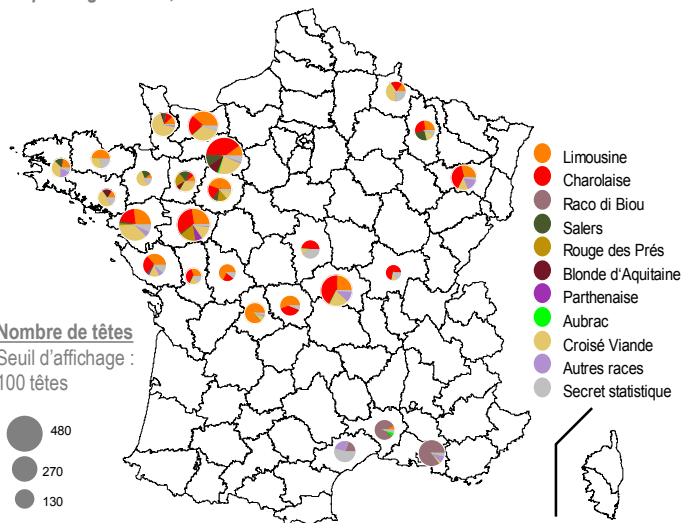 Limousine
Charolaise
Raco di Biou
Salers
Rouge des Prés
Blonde d'Aquitaine
Parthenaise
Aubrac
Croisé Viande
Autres races
Secret statistique
Nombre de têtes
Seuil d'affichage :
100 têtes
480
270
130